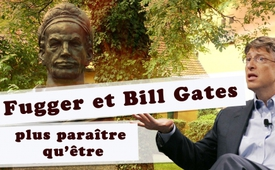 Fugger et Bill Gates
plus paraître
qu'être